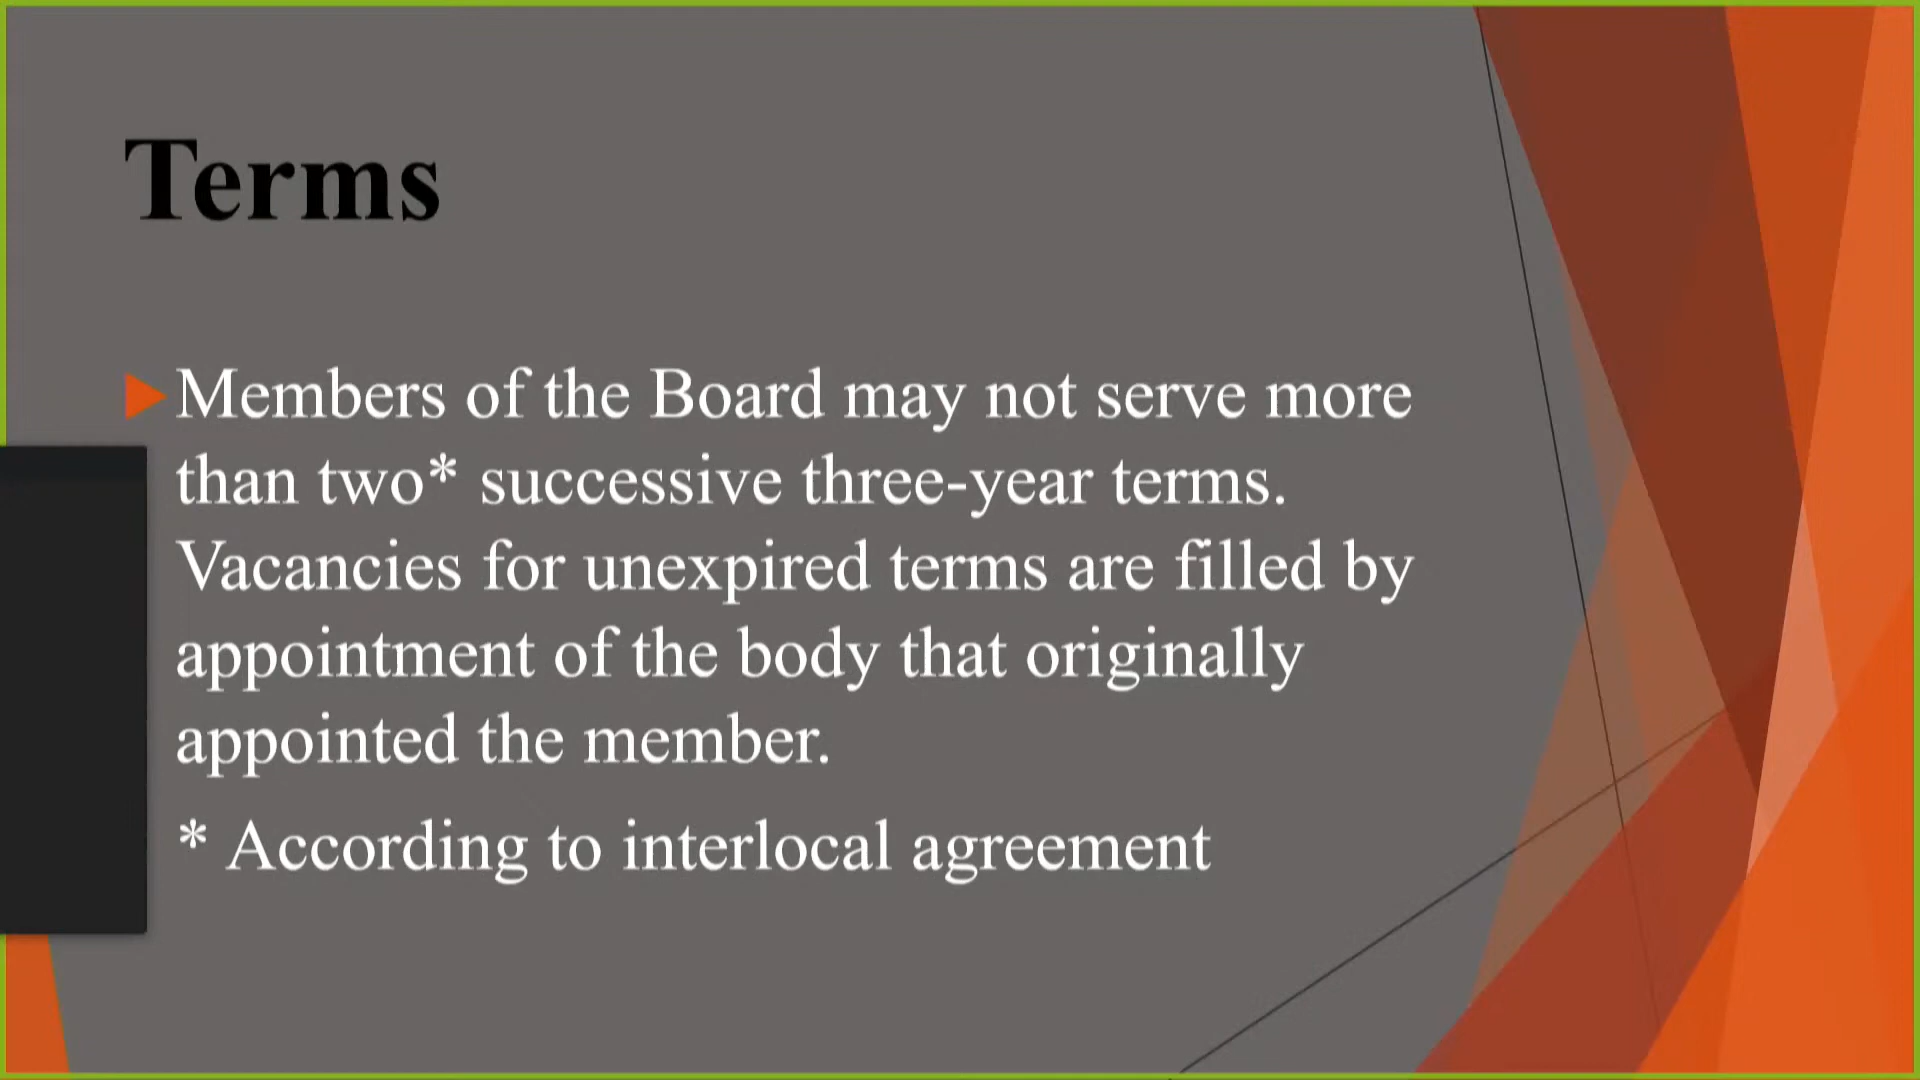 Terms
Members of the Board may not serve more
than two* successive three-year terms.
Vacancies for unexpired terms are filled by
appointment of the body that originally
appointed the member.
* According to interlocal agreement